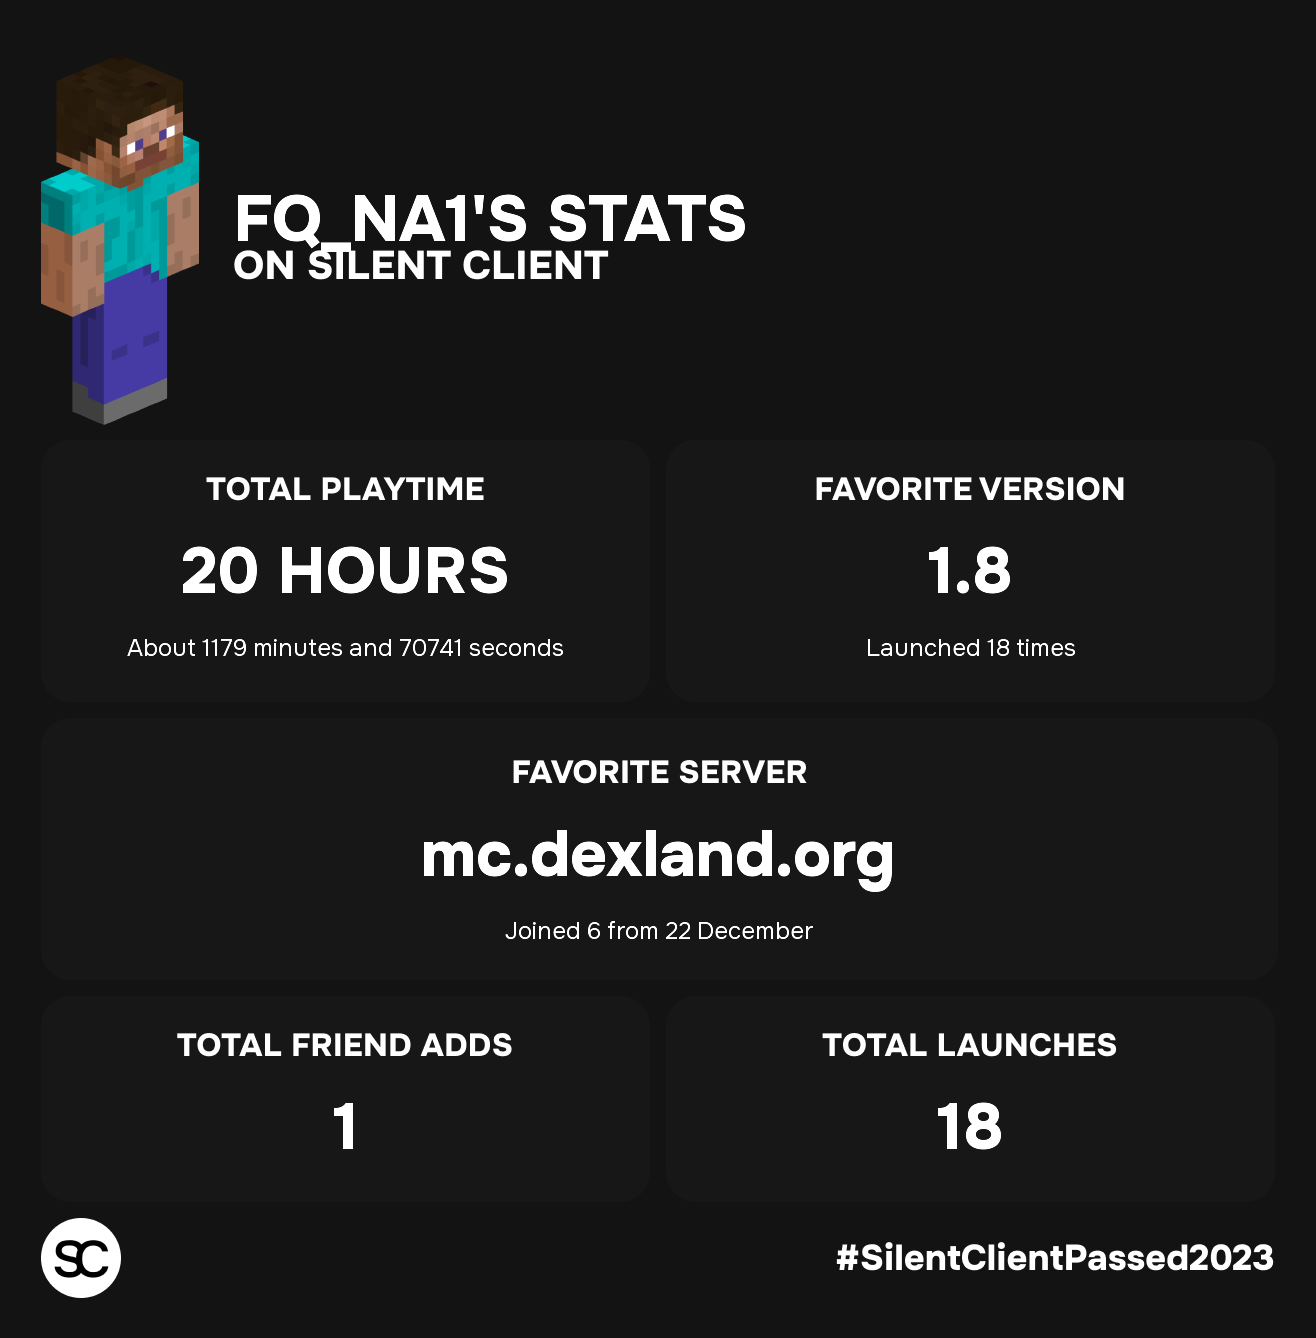 FQ_NA1'S STATS
ON SILENT CLIENT
TOTAL PLAYTIME
20 HOURS
About 1179 minutes and 70741 seconds
FAVORITE VERSION
1.8
Launched 18 times
FAVORITE SERVER
mc.dexland.org
Joined 6 from 22 December
TOTAL FRIEND ADDS
1
TOTAL LAUNCHES
18
SC
#SilentClientPassed2023